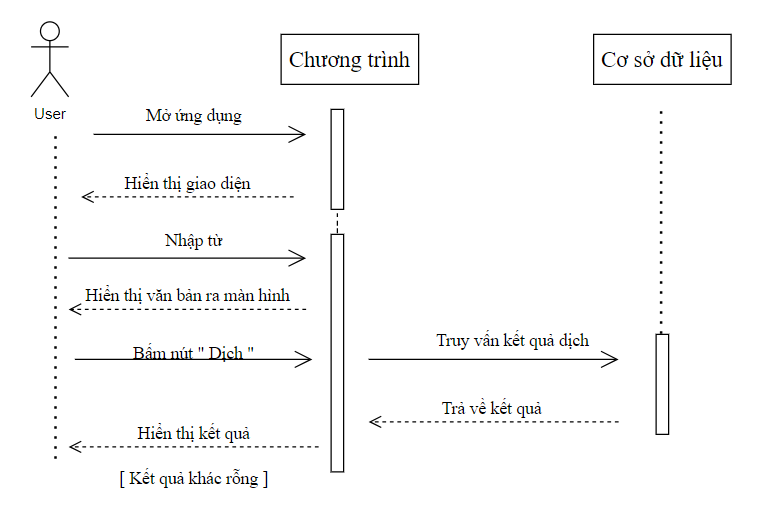 Chương trình
Cơ sở dữ liệu
User
Mở ứng dụng
Hiển thị giao diện
Nhập từ
Hiển thị văn bản ra màn hình
Bấm nút " Dịch "
Truy vấn kết quả dịch
Trả về kết quả
Hiển thị kết quả
[ Kết quả khác rỗng ]